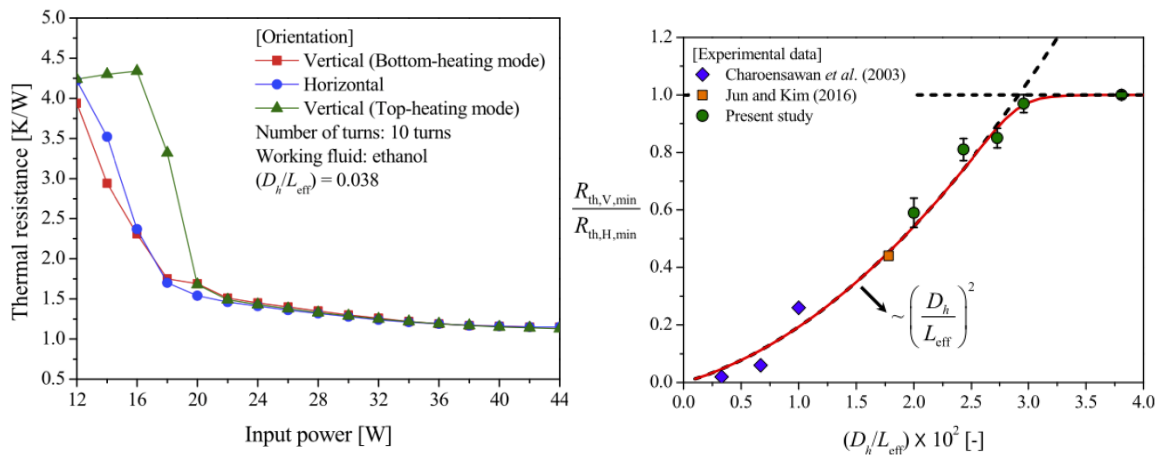 5.0
4.5
4.0
3.5
3.0
2.5
2.0
1.5
1.0
0.5
Thermal resistance [K/W]
[Orientation]
Vertical (Bottom-heating mode)
Horizontal
Vertical (Top-heating mode)
Number of turns: 10 turns
Working fluid: ethanol
(D_h/L_eff) = 0.038
12 16 20 24 28 32 36 40 44
Input power [W]
1.2
1.0
0.8
0.6
0.4
0.2
0.0
R_th,V,min
R_th,H,min
[Experimental data]
Charoensawan et al. (2003)
Jun and Kim (2016)
Present study
~ (D_h / L_eff)^2
0.0 0.5 1.0 1.5 2.0 2.5 3.0 3.5 4.0
(D_h/L_eff) × 10^2 [-]